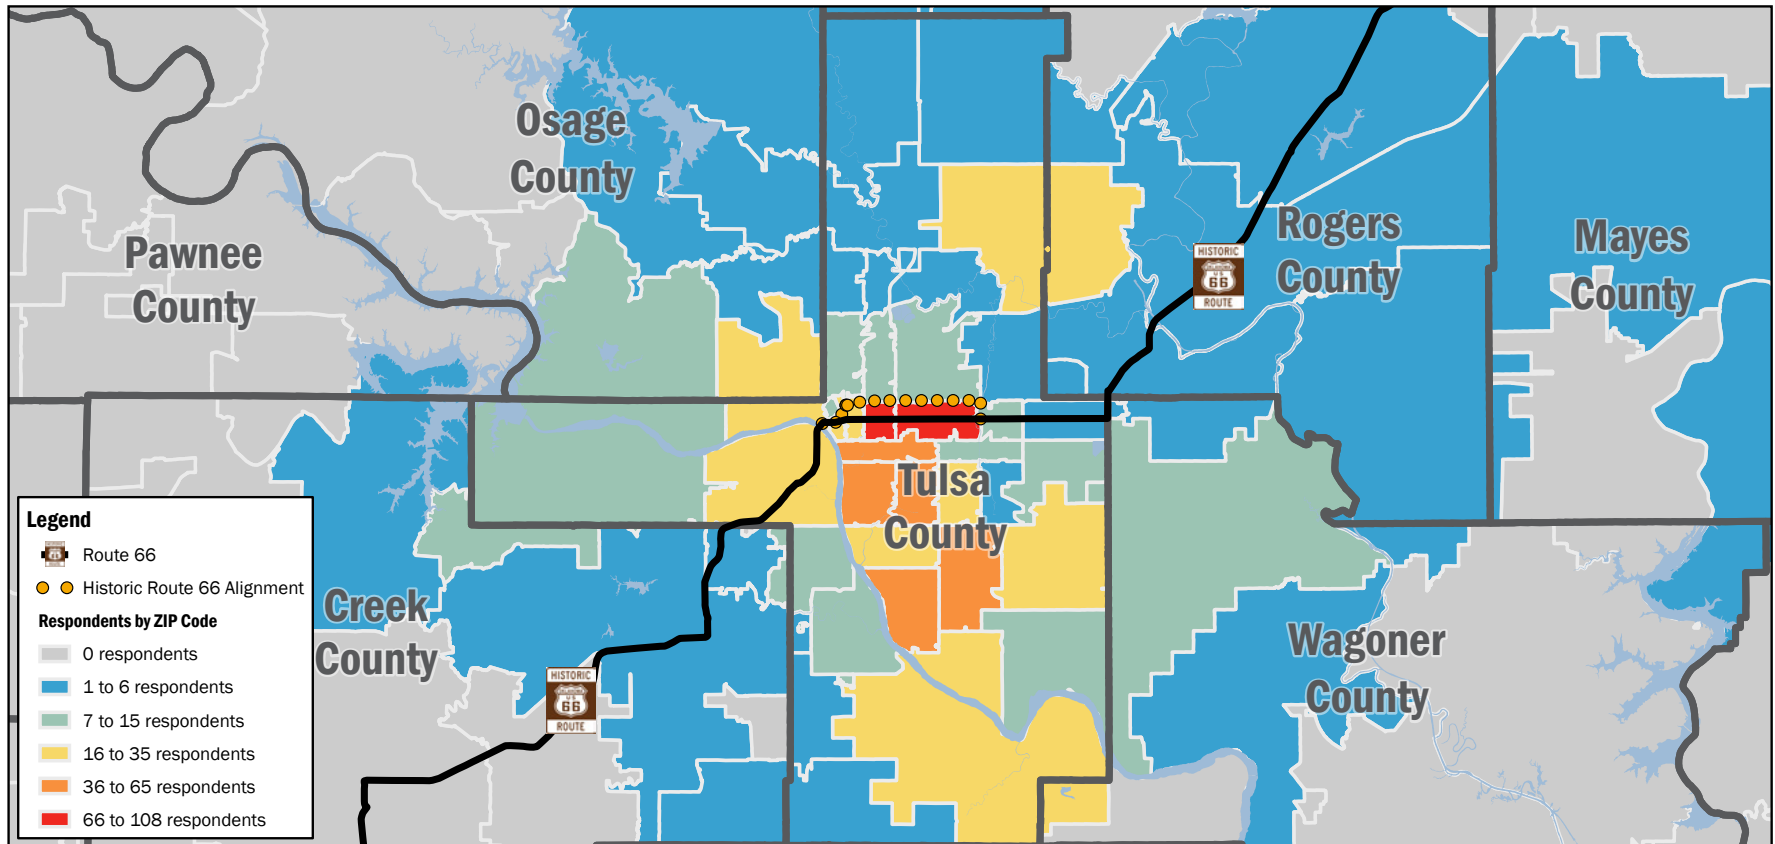 Osage
County
Pawnee
County
Rogers
County
Mayes
County
HISTORIC
US
66
ROUTE
Tulsa
County
Creek
County
Wagoner
County
HISTORIC
US
66
ROUTE
Legend
Route 66
Historic Route 66 Alignment
Respondents by ZIP Code
0 respondents
1 to 6 respondents
7 to 15 respondents
16 to 35 respondents
36 to 65 respondents
66 to 108 respondents